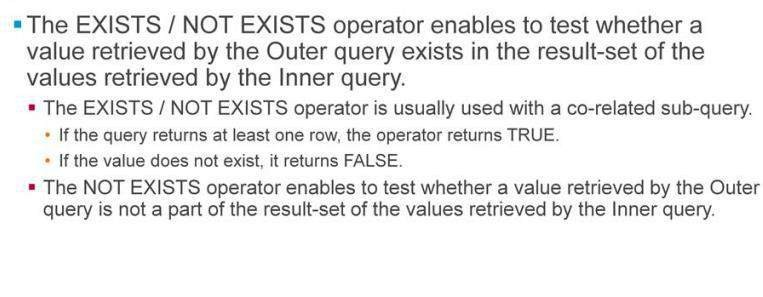 The EXISTS / NOT EXISTS operator enables to test whether a
value retrieved by the Outer query exists in the result-set of the
values retrieved by the Inner query.
The EXISTS / NOT EXISTS operator is usually used with a co-related sub-query.
If the query returns at least one row, the operator returns TRUE.
If the value does not exist, it returns FALSE.
The NOT EXISTS operator enables to test whether a value retrieved by the Outer
query is not a part of the result-set of the values retrieved by the Inner query.